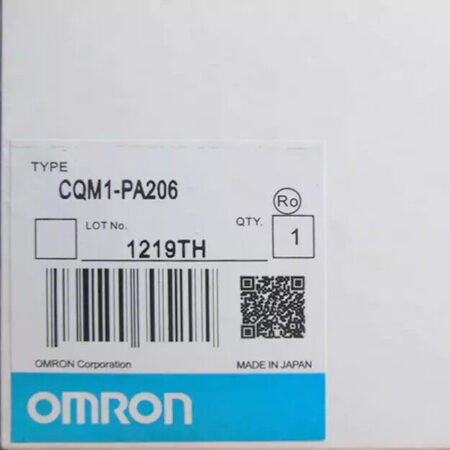 TYPE
CQM1-PA206
Ro
LOT No.
QTY.
1219TH
1
OMRON Corporation
MADE IN JAPAN
OMRON